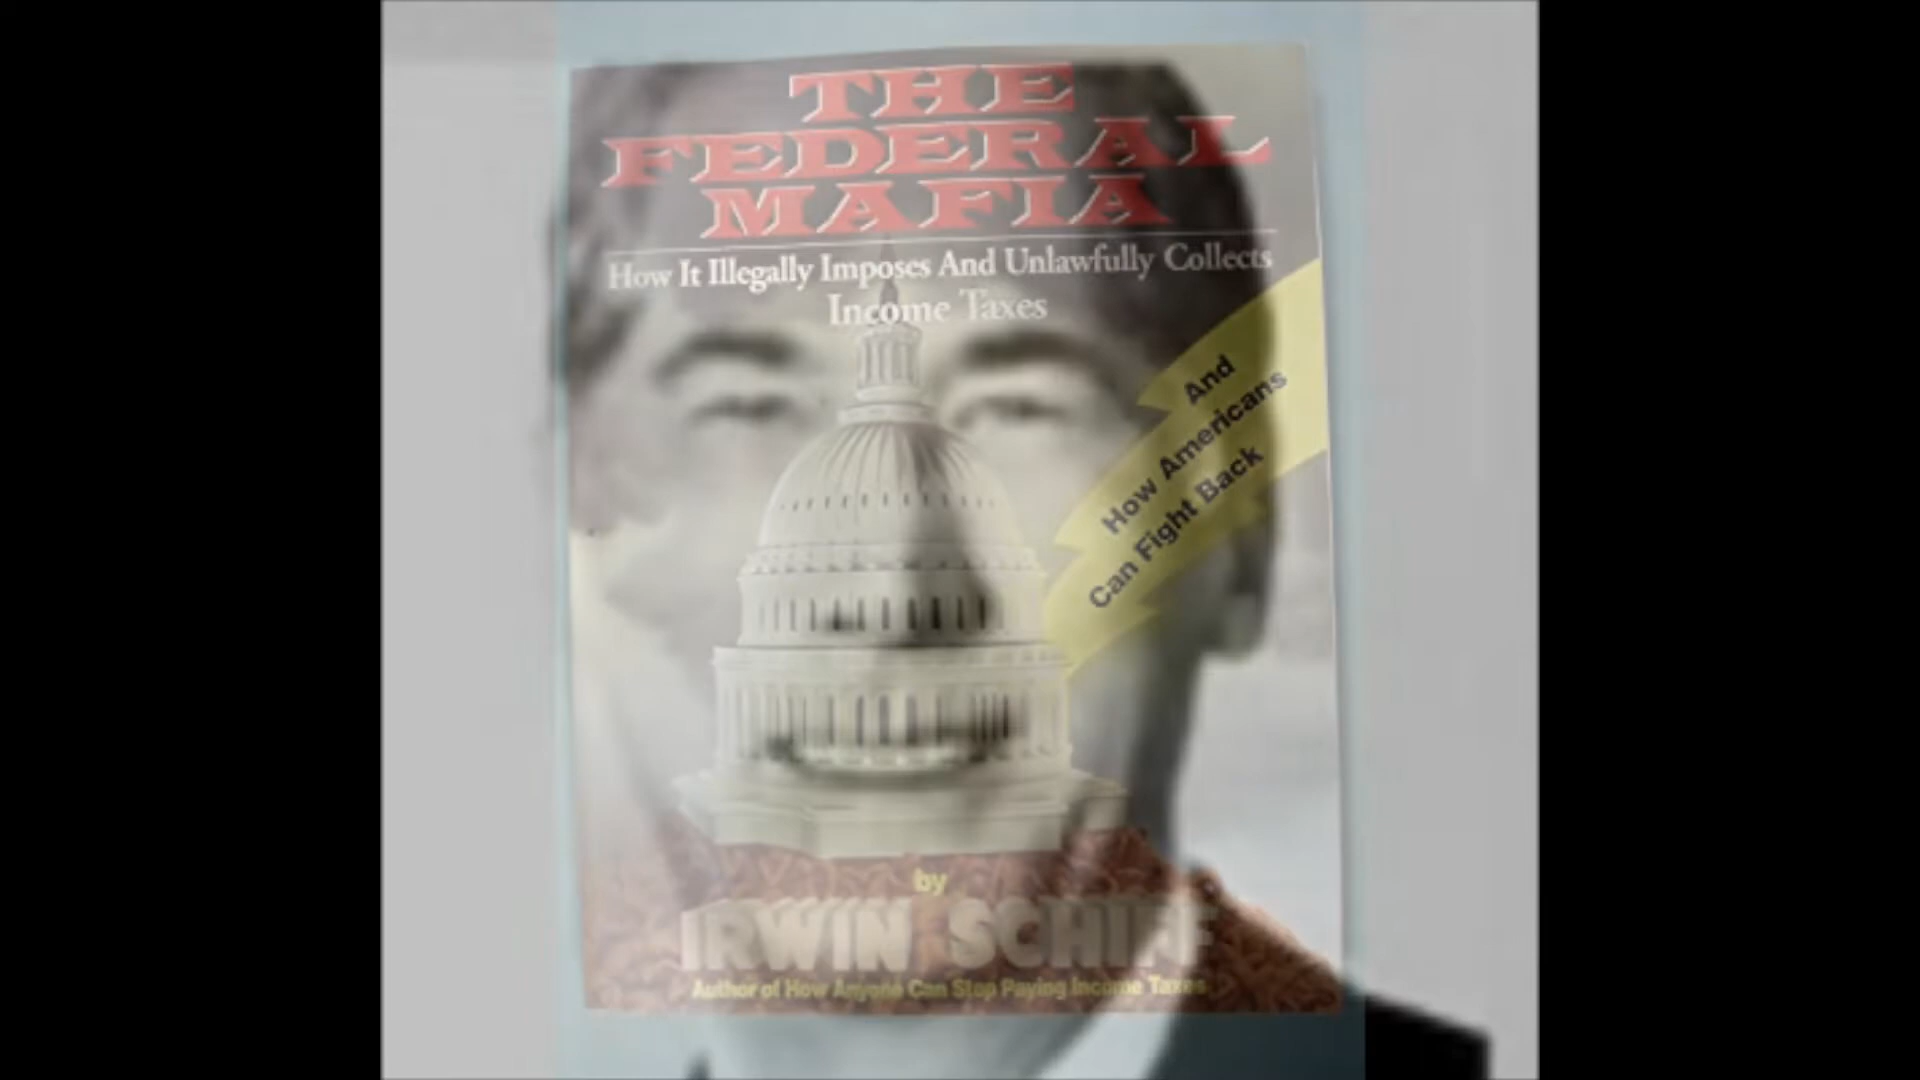 THE
FEDERAL
MAFIA
How It Illegally Imposes And Unlawfully Collects
Income Taxes
And
How Americans
Can Fight Back
by
IRWIN SCHIFF
Author of How Anyone Can Stop Paying Income Taxes